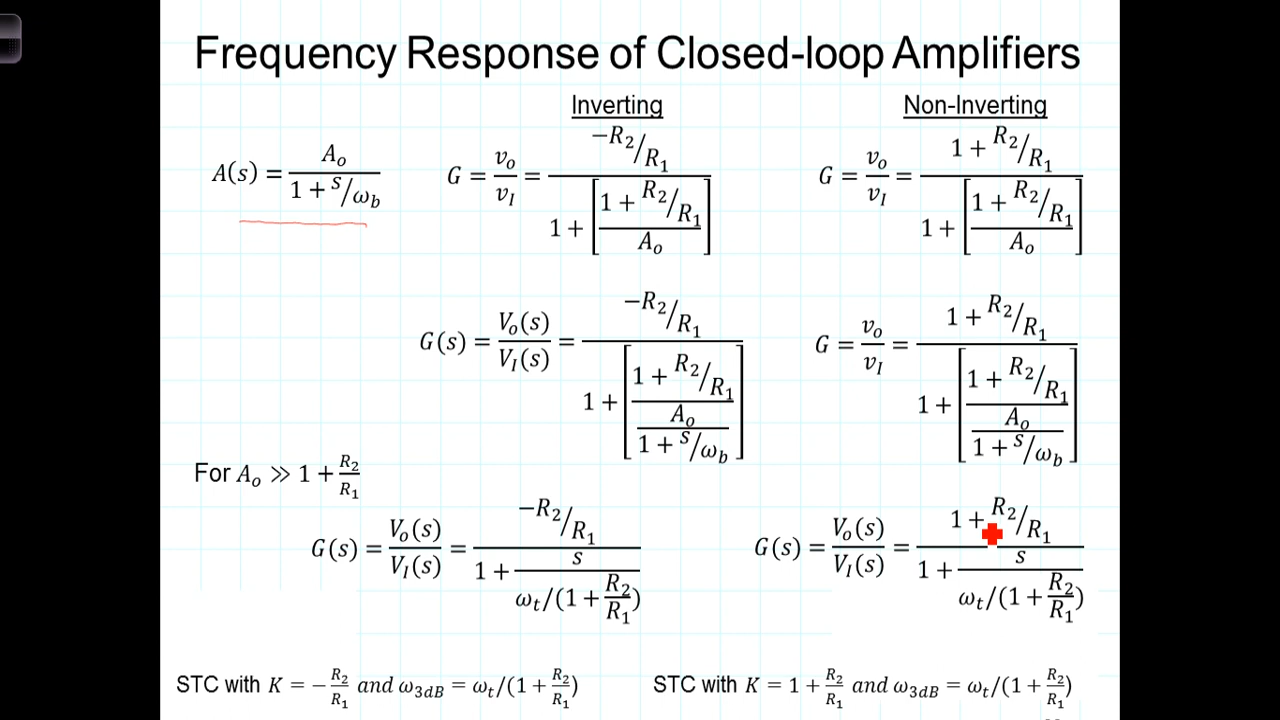 Frequency Response of Closed-loop Amplifiers
Inverting
Non-Inverting
A(s) = A_o / (1 + s/ω_b)
G = v_o/v_I = (−R_2/R_1) / (1 + [(1 + R_2/R_1) / A_o])
G = v_o/v_I = (1 + R_2/R_1) / (1 + [(1 + R_2/R_1) / A_o])
G(s) = V_o(s)/V_I(s) = (−R_2/R_1) / (1 + [(1 + R_2/R_1) / (A_o / (1 + s/ω_b))])
G = v_o/v_I = (1 + R_2/R_1) / (1 + [(1 + R_2/R_1) / (A_o / (1 + s/ω_b))])
For A_o ≫ 1 + R_2/R_1
G(s) = V_o(s)/V_I(s) = (−R_2/R_1) / (1 + s / (ω_t/(1 + R_2/R_1)))
G(s) = V_o(s)/V_I(s) = (1 + R_2/R_1) / (1 + s / (ω_t/(1 + R_2/R_1)))
STC with K = −R_2/R_1 and ω_3dB = ω_t/(1 + R_2/R_1)
STC with K = 1 + R_2/R_1 and ω_3dB = ω_t/(1 + R_2/R_1)